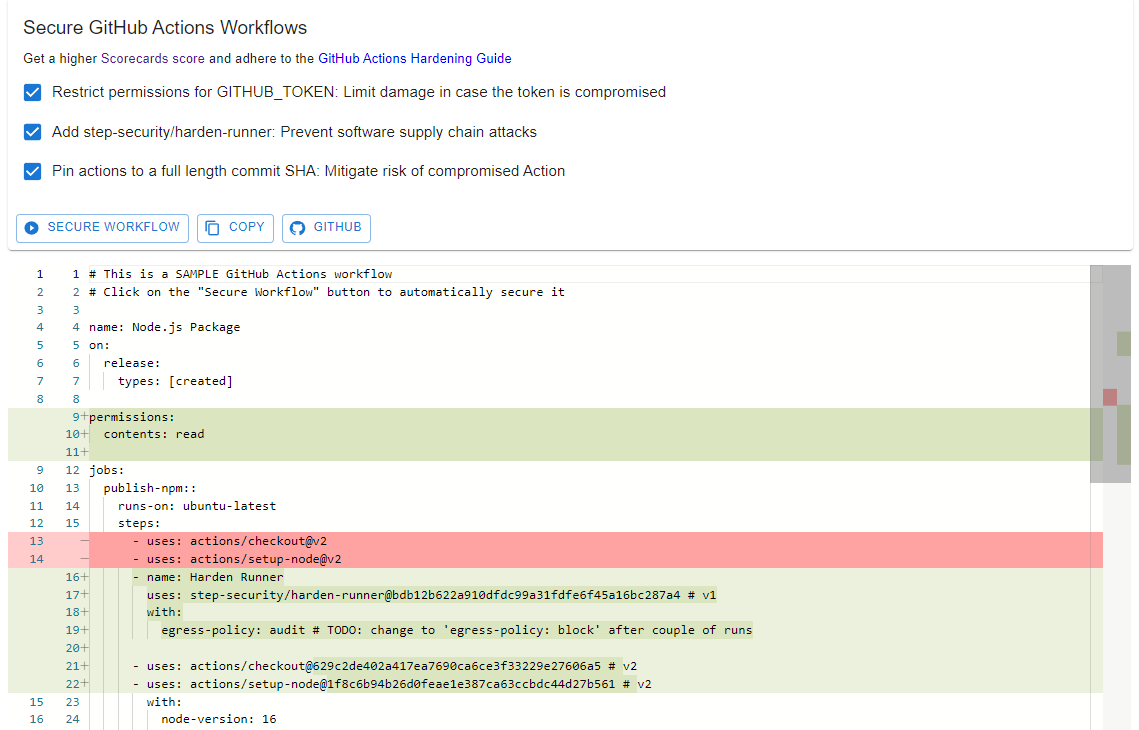 Secure GitHub Actions Workflows
Get a higher Scorecards score and adhere to the GitHub Actions Hardening Guide
Restrict permissions for GITHUB_TOKEN: Limit damage in case the token is compromised
Add step-security/harden-runner: Prevent software supply chain attacks
Pin actions to a full length commit SHA: Mitigate risk of compromised Action
SECURE WORKFLOW COPY GITHUB
1 1 # This is a SAMPLE GitHub Actions workflow
2 2 # Click on the "Secure Workflow" button to automatically secure it
3 3
4 4 name: Node.js Package
5 5 on:
6 6   release:
7 7     types: [created]
8 8
9+permissions:
10+  contents: read
11+
9 12 jobs:
10 13   publish-npm::
11 14     runs-on: ubuntu-latest
12 15     steps:
13 —       - uses: actions/checkout@v2
14 —       - uses: actions/setup-node@v2
16+      - name: Harden Runner
17+        uses: step-security/harden-runner@bdb12b622a910dfdc99a31fdfe6f45a16bc287a4 # v1
18+        with:
19+          egress-policy: audit # TODO: change to 'egress-policy: block' after couple of runs
20+
21+      - uses: actions/checkout@629c2de402a417ea7690ca6ce3f33229e27606a5 # v2
22+      - uses: actions/setup-node@1f8c6b94b26d0feae1e387ca63ccbdc44d27b561 # v2
15 23        with:
16 24          node-version: 16